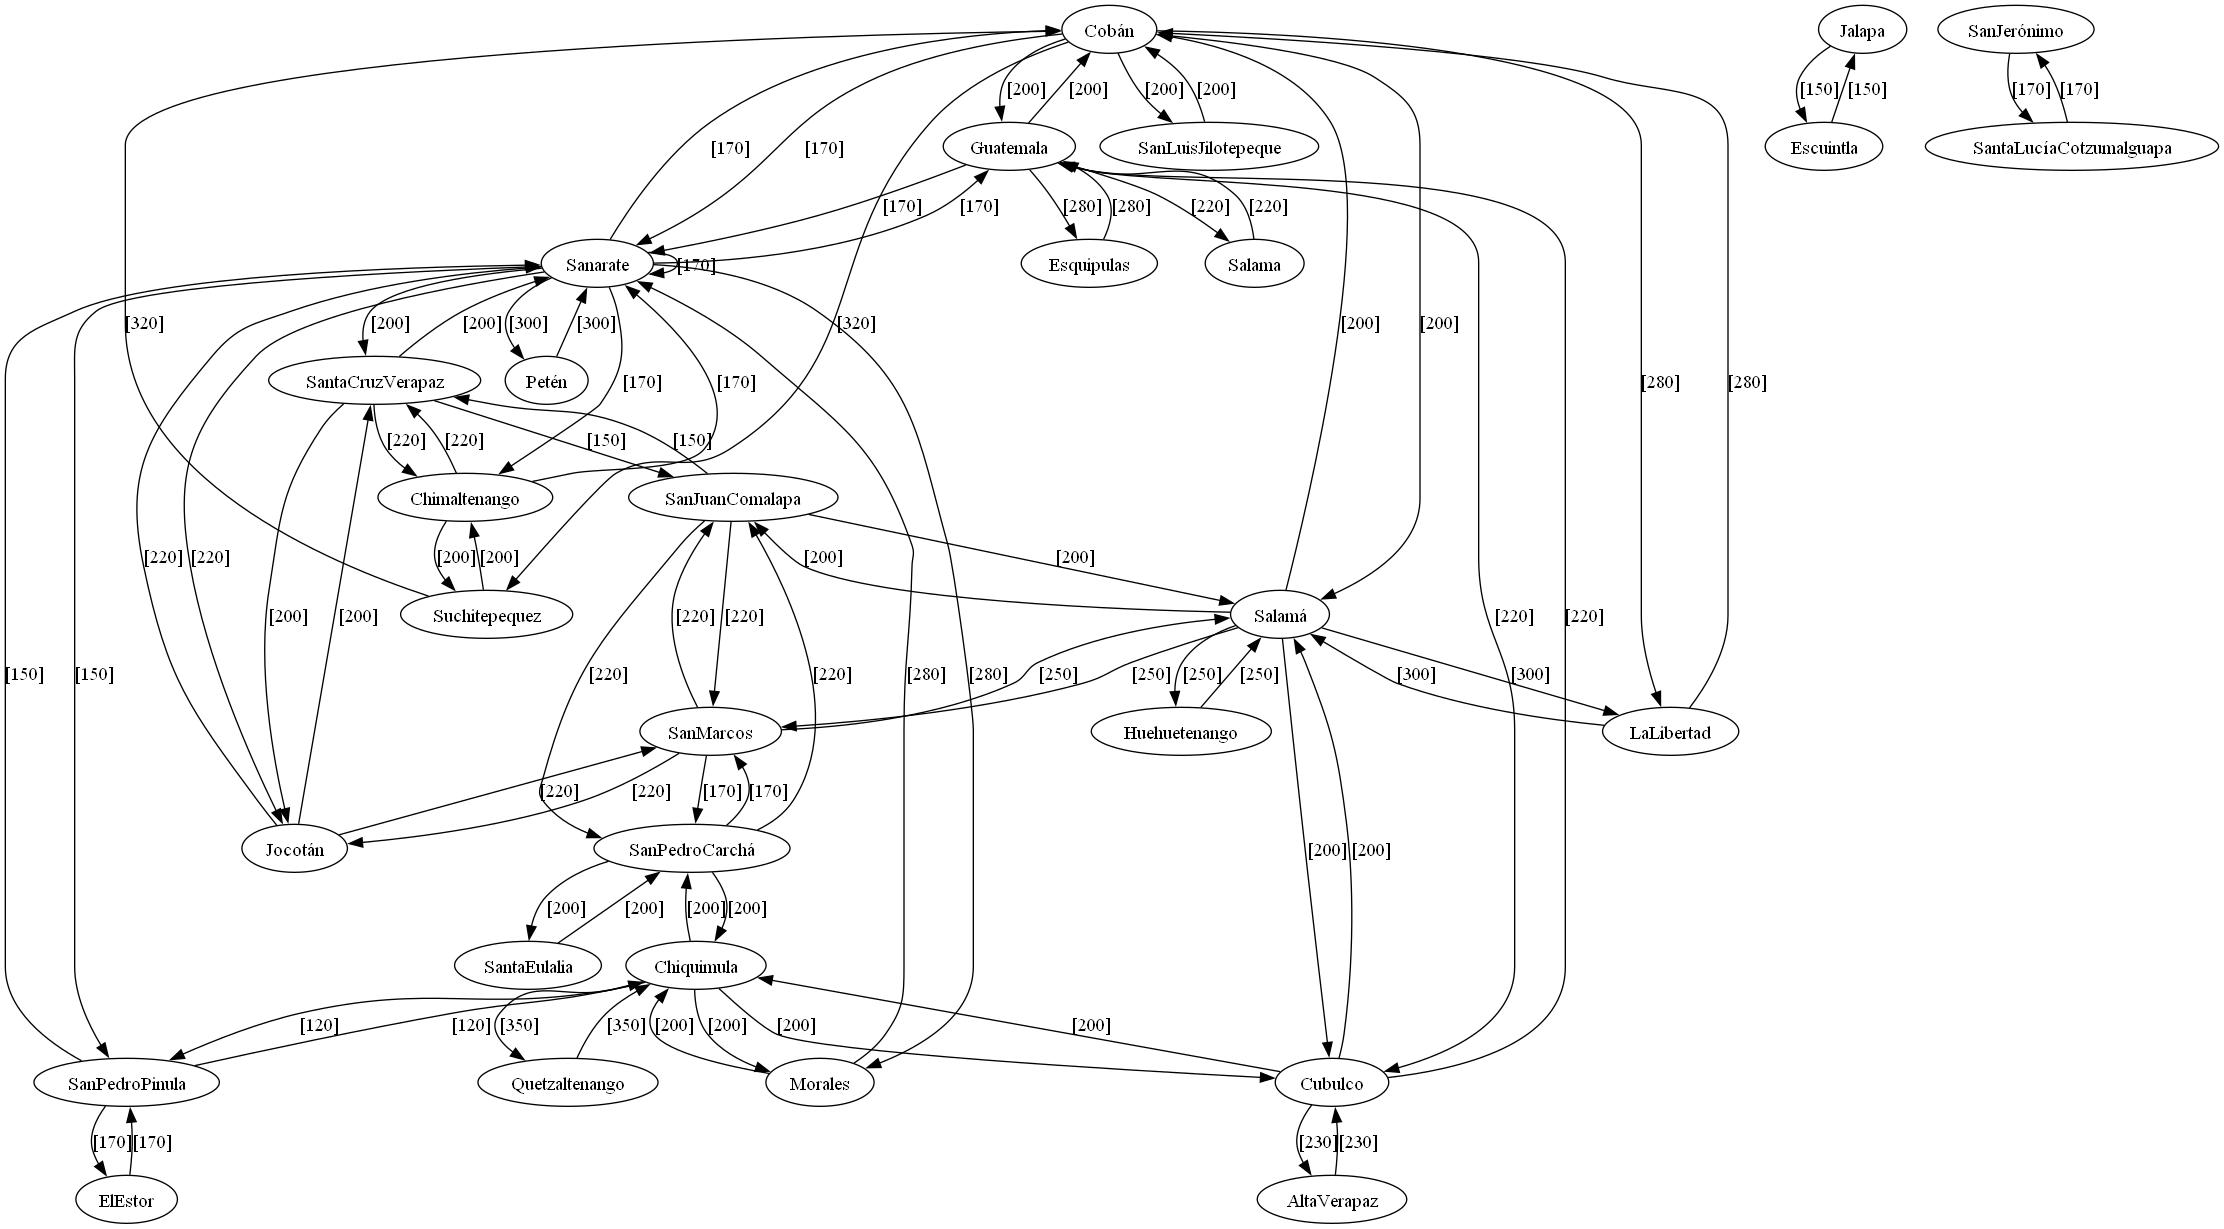 Cobán Jalapa SanJerónimo
[200] [200] [200] [200] [150] [150] [170] [170]
[170] [170] Guatemala SanLuisJilotepeque Escuintla SantaLucíaCotzumalguapa
[170] [170] [280] [280] [220] [220]
Sanarate [170] Esquipulas Salama
[320] [200] [200] [300] [300] [320] [200] [200]
SantaCruzVerapaz Petén [170] [170] [280] [280]
[220] [220] [150] [150]
Chimaltenango SanJuanComalapa
[220] [220] [200] [200] [200] [200]
[200] [200] Suchitepequez [220] [220] Salamá [220] [220]
[150] [150] [220] [220] [280] [280] [250] [250] [250] [250] [300] [300]
SanMarcos Huehuetenango LaLibertad
[220] [220] [170] [170]
Jocotán SanPedroCarchá [200] [200]
[200] [200] [200] [200]
SantaEulalia Chiquimula
[120] [120] [350] [350] [200] [200] [200] [200]
SanPedroPinula Quetzaltenango Morales Cubulco
[170] [170] [230] [230]
ElEstor AltaVerapaz